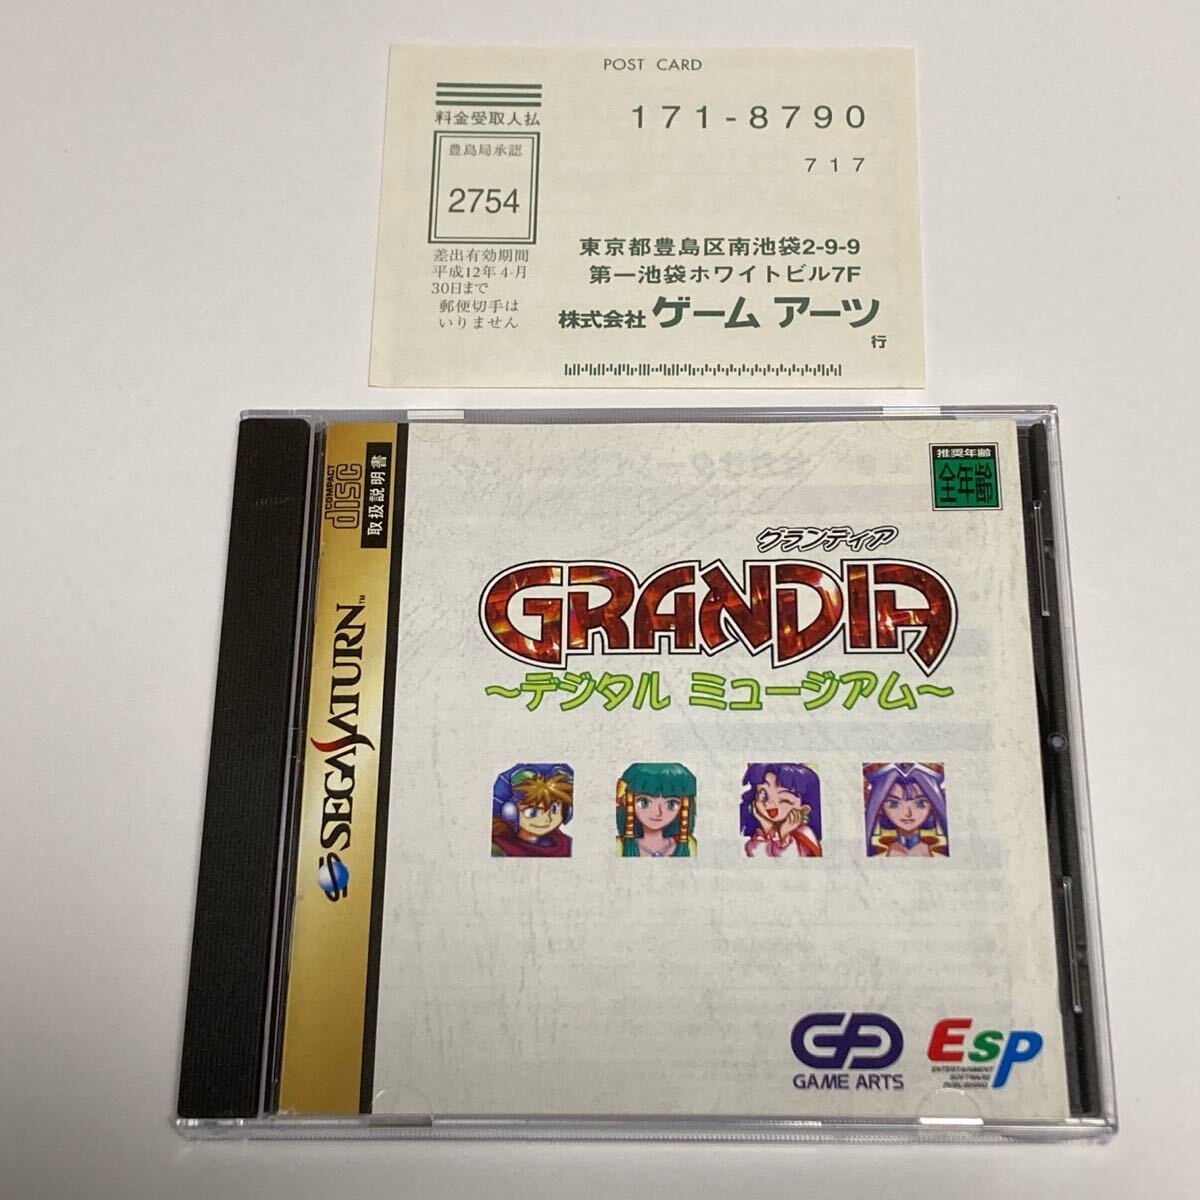 POST CARD
料金受取人払
豊島局承認
2754
差出有効期間
平成12年4月
30日まで
郵便切手は
いりません
171-8790
717
東京都豊島区南池袋2-9-9
第一池袋ホワイトビル7F
株式会社 ゲーム アーツ
行
COMPACT
disc
取扱説明書
SEGA SATURN™
推奨年齢
全年齢
グランディア
GRANDIA
～デジタル ミュージアム～
GAME ARTS
ESP
ENTERTAINMENT
SOFTWARE
PUBLISHING